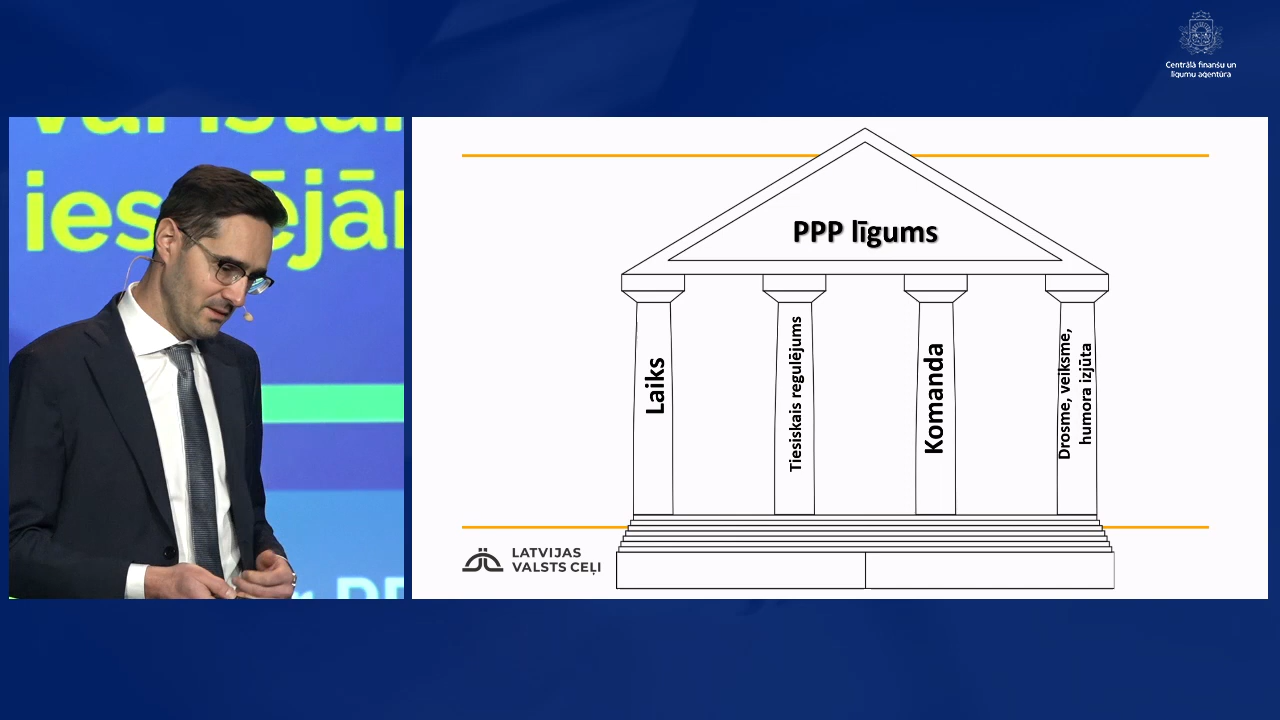 Centrālā finanšu un
līgumu aģentūra
PPP līgums
Laiks
Tiesiskais regulējums
Komanda
Drosme, veiksme,
humora izjūta
LATVIJAS
VALSTS CEĻI